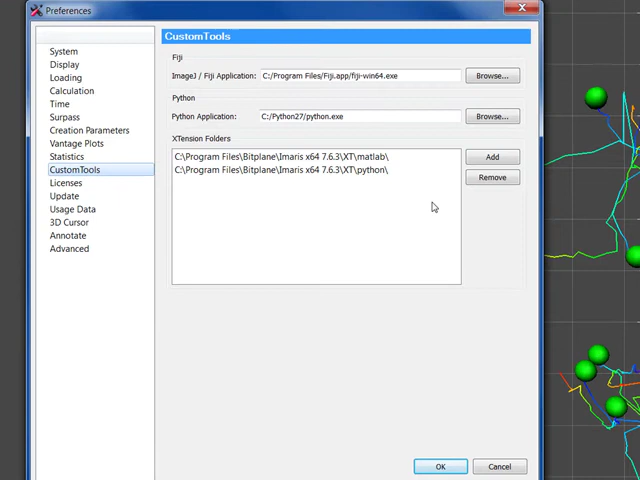 Preferences
System
Display
Loading
Calculation
Time
Surpass
Creation Parameters
Vantage Plots
Statistics
CustomTools
Licenses
Update
Usage Data
3D Cursor
Annotate
Advanced
CustomTools
Fiji
ImageJ / Fiji Application: C:/Program Files/Fiji.app/fiji-win64.exe Browse...
Python
Python Application: C:/Python27/python.exe Browse...
XTension Folders
C:\Program Files\Bitplane\Imaris x64 7.6.3\XT\matlab\
C:\Program Files\Bitplane\Imaris x64 7.6.3\XT\python\
Add
Remove
OK Cancel